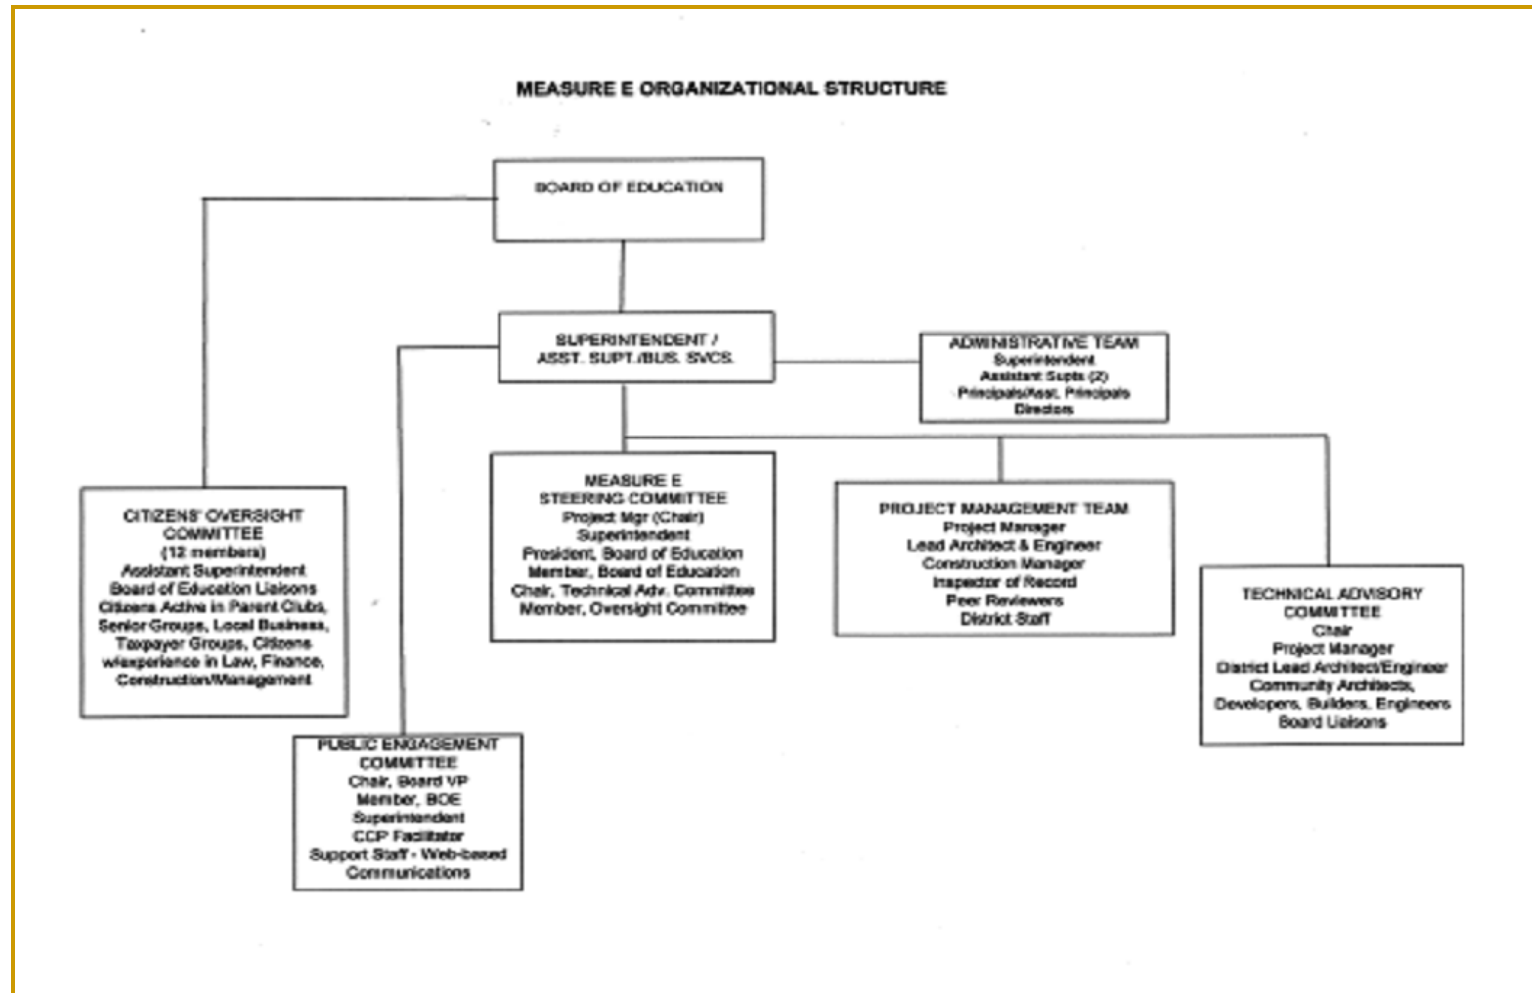 MEASURE E ORGANIZATIONAL STRUCTURE
BOARD OF EDUCATION
SUPERINTENDENT /
ASST. SUPT./BUS. SVCS.
ADMINISTRATIVE TEAM
Superintendent
Assistant Supts (2)
Principals/Asst. Principals
Directors
CITIZENS' OVERSIGHT
COMMITTEE
(12 members)
Assistant Superintendent
Board of Education Liaisons
Citizens Active in Parent Clubs,
Senior Groups, Local Business,
Taxpayer Groups, Citizens
w/experience in Law, Finance,
Construction/Management
MEASURE E
STEERING COMMITTEE
Project Mgr (Chair)
Superintendent
President, Board of Education
Member, Board of Education
Chair, Technical Adv. Committee
Member, Oversight Committee
PROJECT MANAGEMENT TEAM
Project Manager
Lead Architect & Engineer
Construction Manager
Inspector of Record
Peer Reviewers
District Staff
TECHNICAL ADVISORY
COMMITTEE
Chair
Project Manager
District Lead Architect/Engineer
Community Architects,
Developers, Builders, Engineers
Board Liaisons
PUBLIC ENGAGEMENT
COMMITTEE
Chair, Board VP
Member, BOE
Superintendent
CCP Facilitator
Support Staff - Web-based
Communications